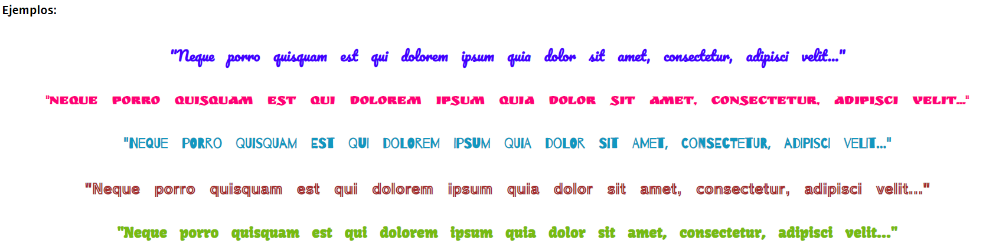 Ejemplos:
"Neque porro quisquam est qui dolorem ipsum quia dolor sit amet, consectetur, adipisci velit..."
"NEQUE PORRO QUISQUAM EST QUI DOLOREM IPSUM QUIA DOLOR SIT AMET, CONSECTETUR, ADIPISCI VELIT..."
"NEQUE PORRO QUISQUAM EST QUI DOLOREM IPSUM QUIA DOLOR SIT AMET, CONSECTETUR, ADIPISCI VELIT..."
"Neque porro quisquam est qui dolorem ipsum quia dolor sit amet, consectetur, adipisci velit..."
"Neque porro quisquam est qui dolorem ipsum quia dolor sit amet, consectetur, adipisci velit..."